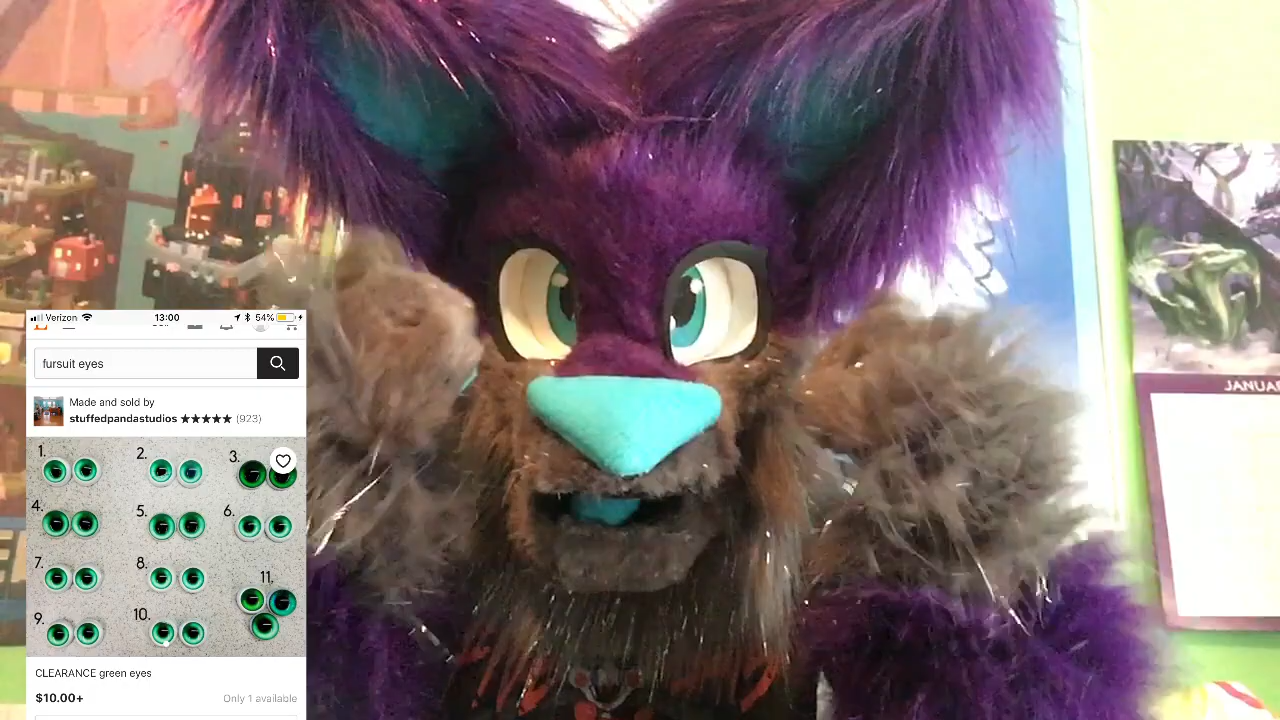 Verizon 13:00 54%
fursuit eyes
Made and sold by
stuffedpandastudios ★★★★★ (923)
1. 2. 3.
4. 5. 6.
7. 8. 11.
9. 10.
CLEARANCE green eyes
$10.00+ Only 1 available
JANUA